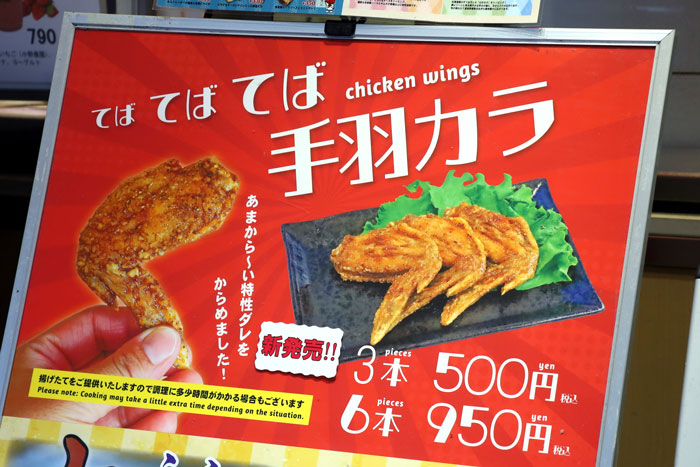 790
てば てば てば chicken wings
手羽カラ
あまから〜い特性ダレを
からめました!
新発売!!
3本 pieces 500円 yen 税込
6本 pieces 950円 yen 税込
揚げたてをご提供いたしますので調理に多少時間がかかる場合もございます
Please note: Cooking may take a little extra time depending on the situation.